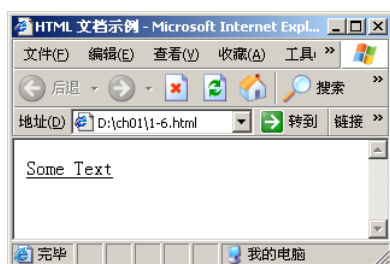 HTML 文档示例 - Microsoft Internet Expl...
文件(F) 编辑(E) 查看(V) 收藏(A) 工具 »
后退 搜索 »
地址(D) D:\ch01\1-6.html 转到 链接 »
Some Text
完毕 我的电脑